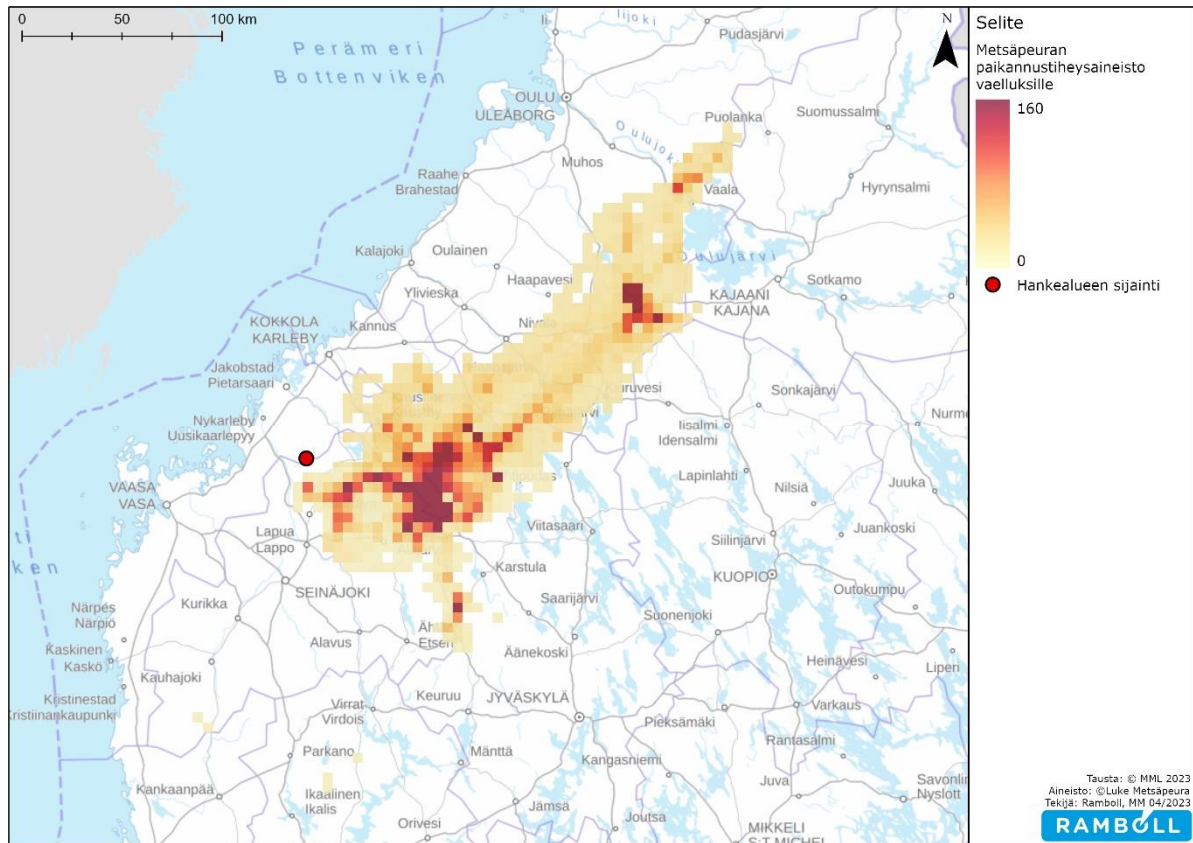 0 50 100 km
Ii
Iijoki
Pudasjärvi
Perämeri
Bottenviken
OULU
ULEÅBORG
Oulujoki
Puolanka
Suomussalmi
Muhos
Raahe
Brahestad
Vaala
Hyrynsalmi
Kalajoki
Oulainen
Haapavesi
Oulujärvi
Sotkamo
Ylivieska
KAJAANI
KAJANA
KOKKOLA
KARLEBY
Kannus
Jakobstad
Pietarsaari
Kiuruvesi
Sonkajärvi
Nykarleby
Uusikaarlepyy
Iisalmi
Idensalmi
Nurme
VAASA
VASA
Lapinlahti
Nilsiä
Juuka
Lapua
Lappo
Viitasaari
Siilinjärvi
Juankoski
Karstula
KUOPIO
SEINÄJOKI
Närpes
Närpiö
Kurikka
Saarijärvi
Suonenjoki
Outokumpu
Alavus
Etseri
Äänekoski
Kaskinen
Kaskö
Kauhajoki
Heinävesi
Liperi
Kristinestad
Kristiinankaupunki
Virrat
Virdois
Keuruu
JYVÄSKYLÄ
Pieksämäki
Varkaus
Parkano
Mänttä
Kangasniemi
Rantasalmi
Kankaanpää
Ikaalinen
Ikalis
Jämsä
Juva
Savonlin
Nyslott
Orivesi
Joutsa
MIKKELI
S:T MICHEL
N
Selite
Metsäpeuran
paikannustiheysaineisto
vaelluksille
160
0
Hankealueen sijainti
Tausta: © MML 2023
Aineisto: ©Luke Metsäpeura
Tekijä: Ramboll, MM 04/2023
RAMBOLL